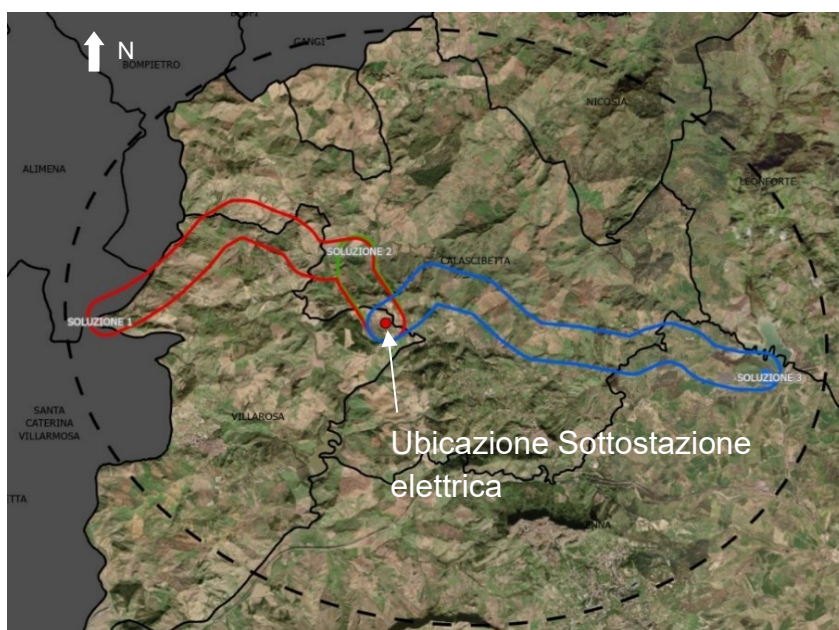 GANGI
N
BOMPIETRO
NICOSIA
ALIMENA
LEONFORTE
SOLUZIONE 2
CALASCIBETTA
SOLUZIONE 1
SOLUZIONE 3
SANTA
CATERINA
VILLARMOSA
VILLAROSA
Ubicazione Sottostazione
elettrica
ENNA